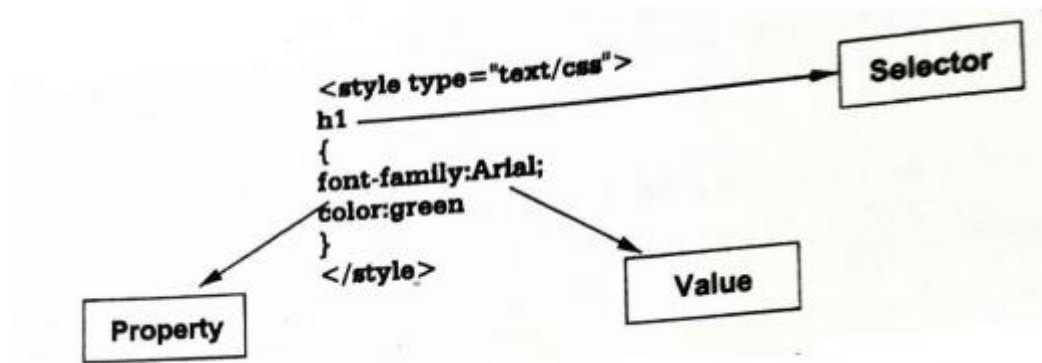 <style type="text/css">
h1
{
font-family:Arial;
color:green
}
</style>
Selector
Value
Property